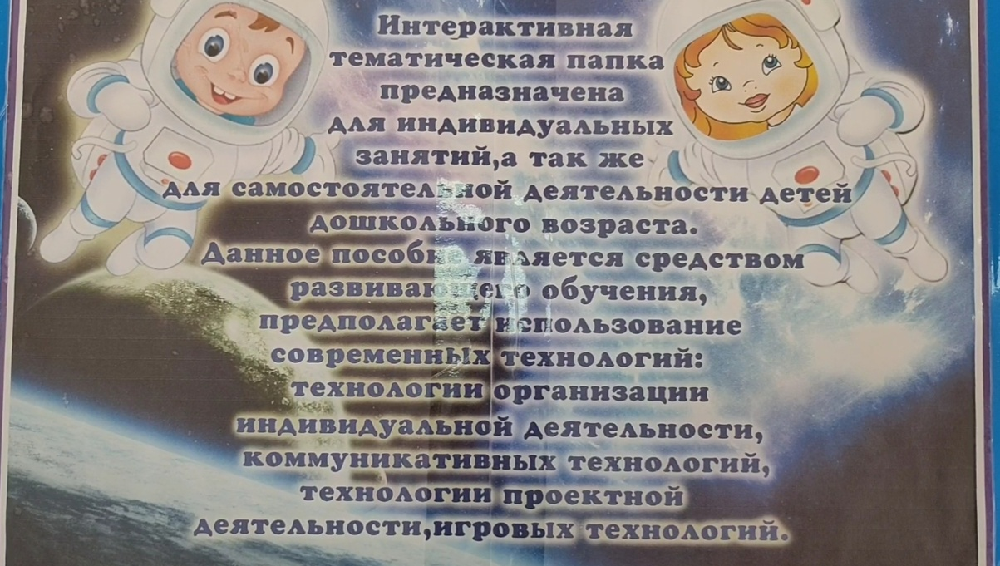 Интерактивная
тематическая папка
предназначена
для индивидуальных
занятий,а так же
для самостоятельной деятельности детей
дошкольного возраста.
Данное пособие является средством
развивающего обучения,
предполагает использование
современных технологий:
технологии организации
индивидуальной деятельности,
коммуникативных технологий,
технологии проектной
деятельности,игровых технологий.